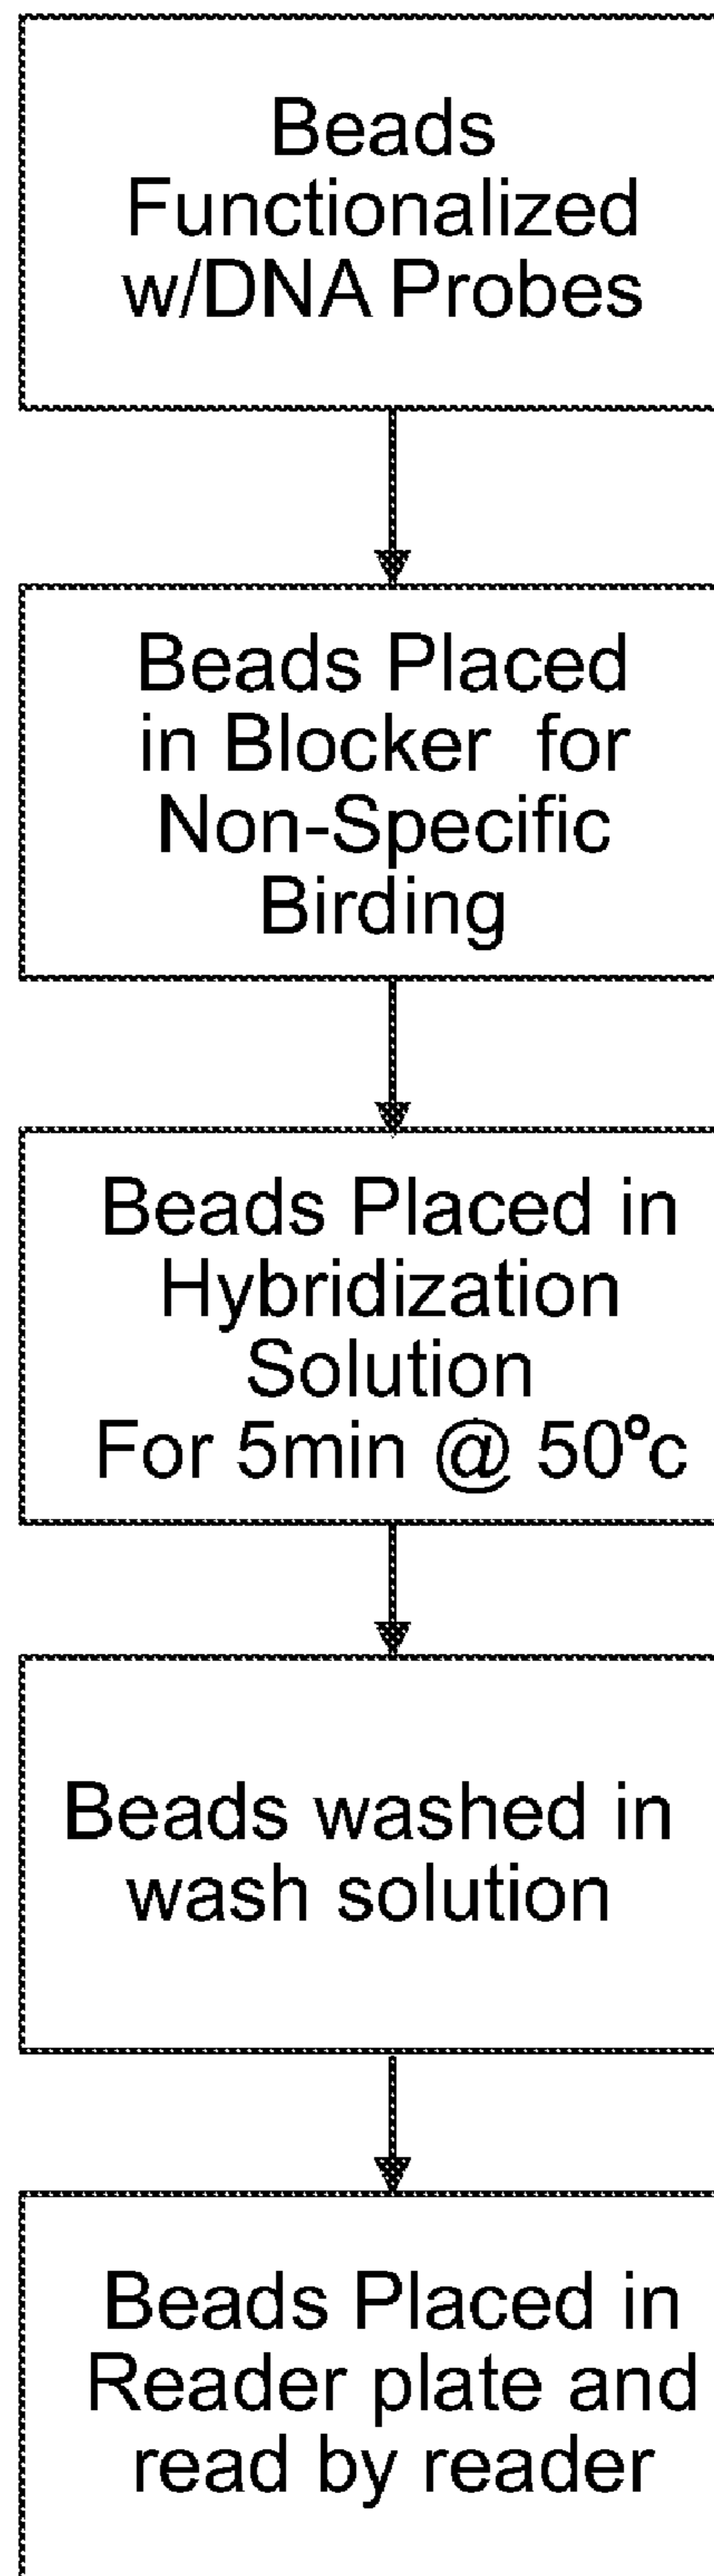 Beads
Functionalized
w/DNA Probes
Beads Placed
in Blocker for
Non-Specific
Birding
Beads Placed in
Hybridization
Solution
For 5min @ 50°c
Beads washed in
wash solution
Beads Placed in
Reader plate and
read by reader